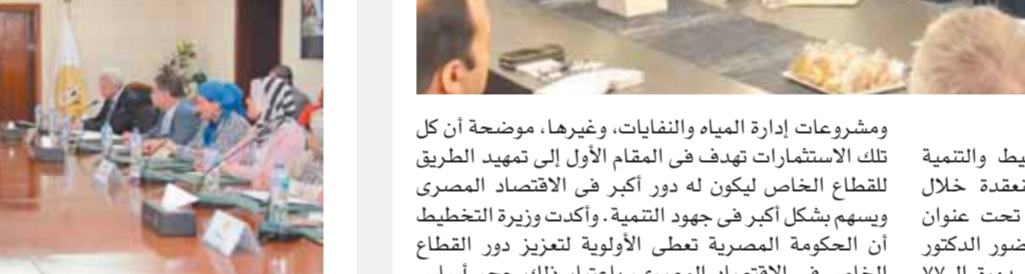 يط والتنمية
نعقدة خلال
تحت عنوان
ضور الدكتور
ومشروعات إدارة المياه والنفايات، وغيرها، موضحة أن كل
تلك الاستثمارات تهدف فى المقام الأول إلى تمهيد الطريق
للقطاع الخاص ليكون له دور أكبر فى الاقتصاد المصرى
ويسهم بشكل أكبر فى جهود التنمية. وأكدت وزيرة التخطيط
أن الحكومة المصرية تعطى الأولوية لتعزيز دور القطاع